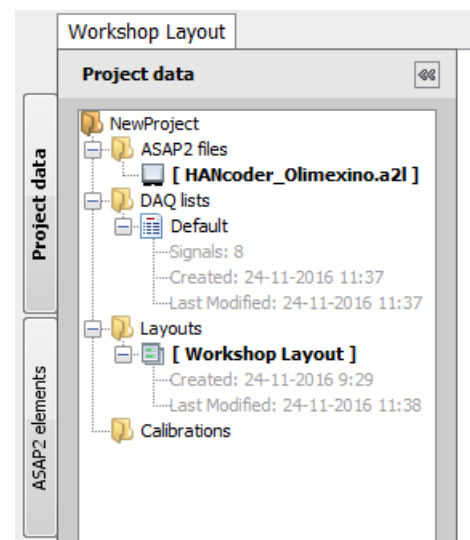 Workshop Layout
Project data
Project data
ASAP2 elements
NewProject
ASAP2 files
[ HANcoder_Olimexino.a2l ]
DAQ lists
Default
Signals: 8
Created: 24-11-2016 11:37
Last Modified: 24-11-2016 11:37
Layouts
[ Workshop Layout ]
Created: 24-11-2016 9:29
Last Modified: 24-11-2016 11:38
Calibrations